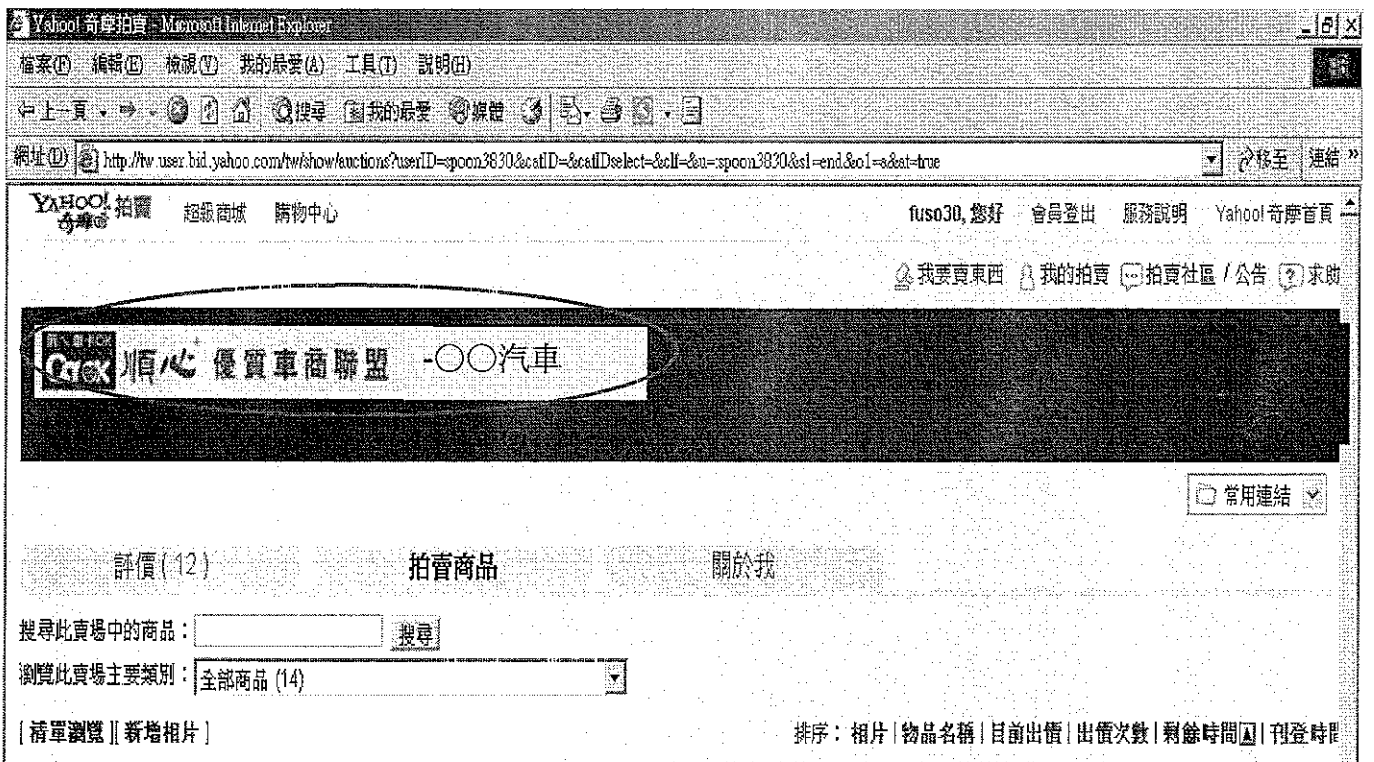 Yahoo! 奇摩拍賣 - Microsoft Internet Explorer
檔案(F) 編輯(E) 檢視(V) 我的最愛(A) 工具(T) 說明(H)
上一頁 搜尋 我的最愛 媒體
網址(D) http://tw.user.bid.yahoo.com/tw/show/auctions?userID=spoon3830&catID=&catIDselect=&clf=&u=:spoon3830&s1=end&o1=a&at=true 移至 連結 »
YAHOO! 奇摩 拍賣 超級商城 購物中心 fuso30, 您好 會員登出 服務說明 Yahoo!奇摩首頁
我要賣東西 我的拍賣 拍賣社區 / 公告 求助
順心 優質車商聯盟 -〇〇汽車
常用連結
評價 ( 12 ) 拍賣商品 關於我
搜尋此賣場中的商品： 搜尋
瀏覽此賣場主要類別： 全部商品 (14)
[ 清單瀏覽 ][ 新增相片 ] 排序： 相片 | 物品名稱 | 目前出價 | 出價次數 | 剩餘時間 | 刊登時間